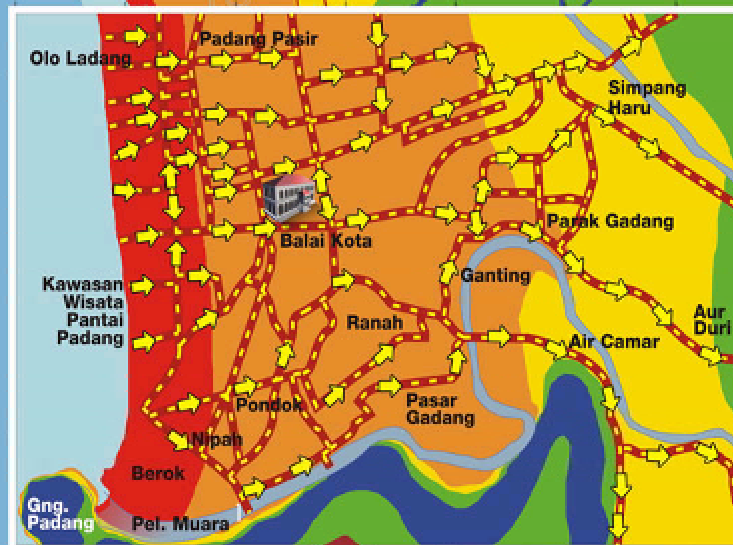 Padang Pasir
Olo Ladang
Simpang
Haru
Parak Gadang
Balai Kota
Kawasan
Wisata
Pantai
Padang
Ganting
Ranah
Aur
Duri
Air Camar
Pondok
Pasar
Gadang
Nipah
Berok
Gng.
Padang
Pel. Muara